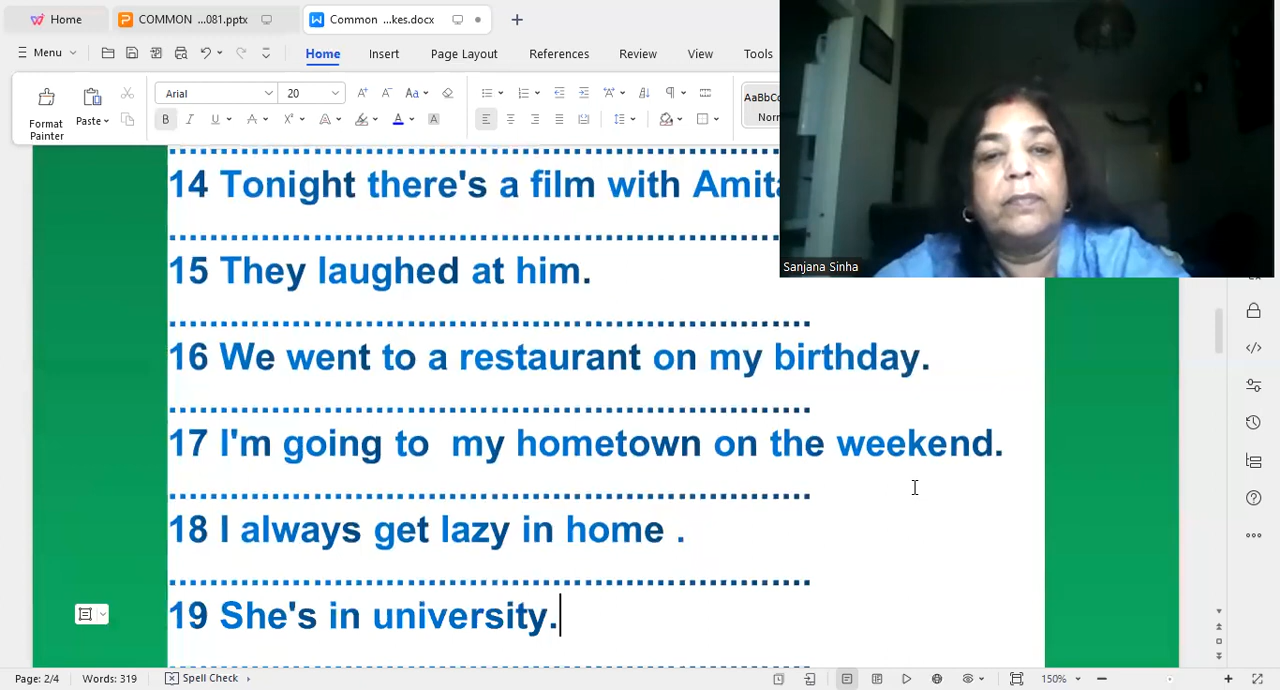 Home
COMMON ...081.pptx
Common ...kes.docx
Menu
Home
Insert
Page Layout
References
Review
View
Tools
Format
Painter
Paste
Arial
20
AaBbCc
Norm
14 Tonight there's a film with Amita
15 They laughed at him.
16 We went to a restaurant on my birthday.
17 I'm going to  my hometown on the weekend.
18 I always get lazy in home .
19 She's in university.
Sanjana Sinha
Page: 2/4
Words: 319
Spell Check
150%